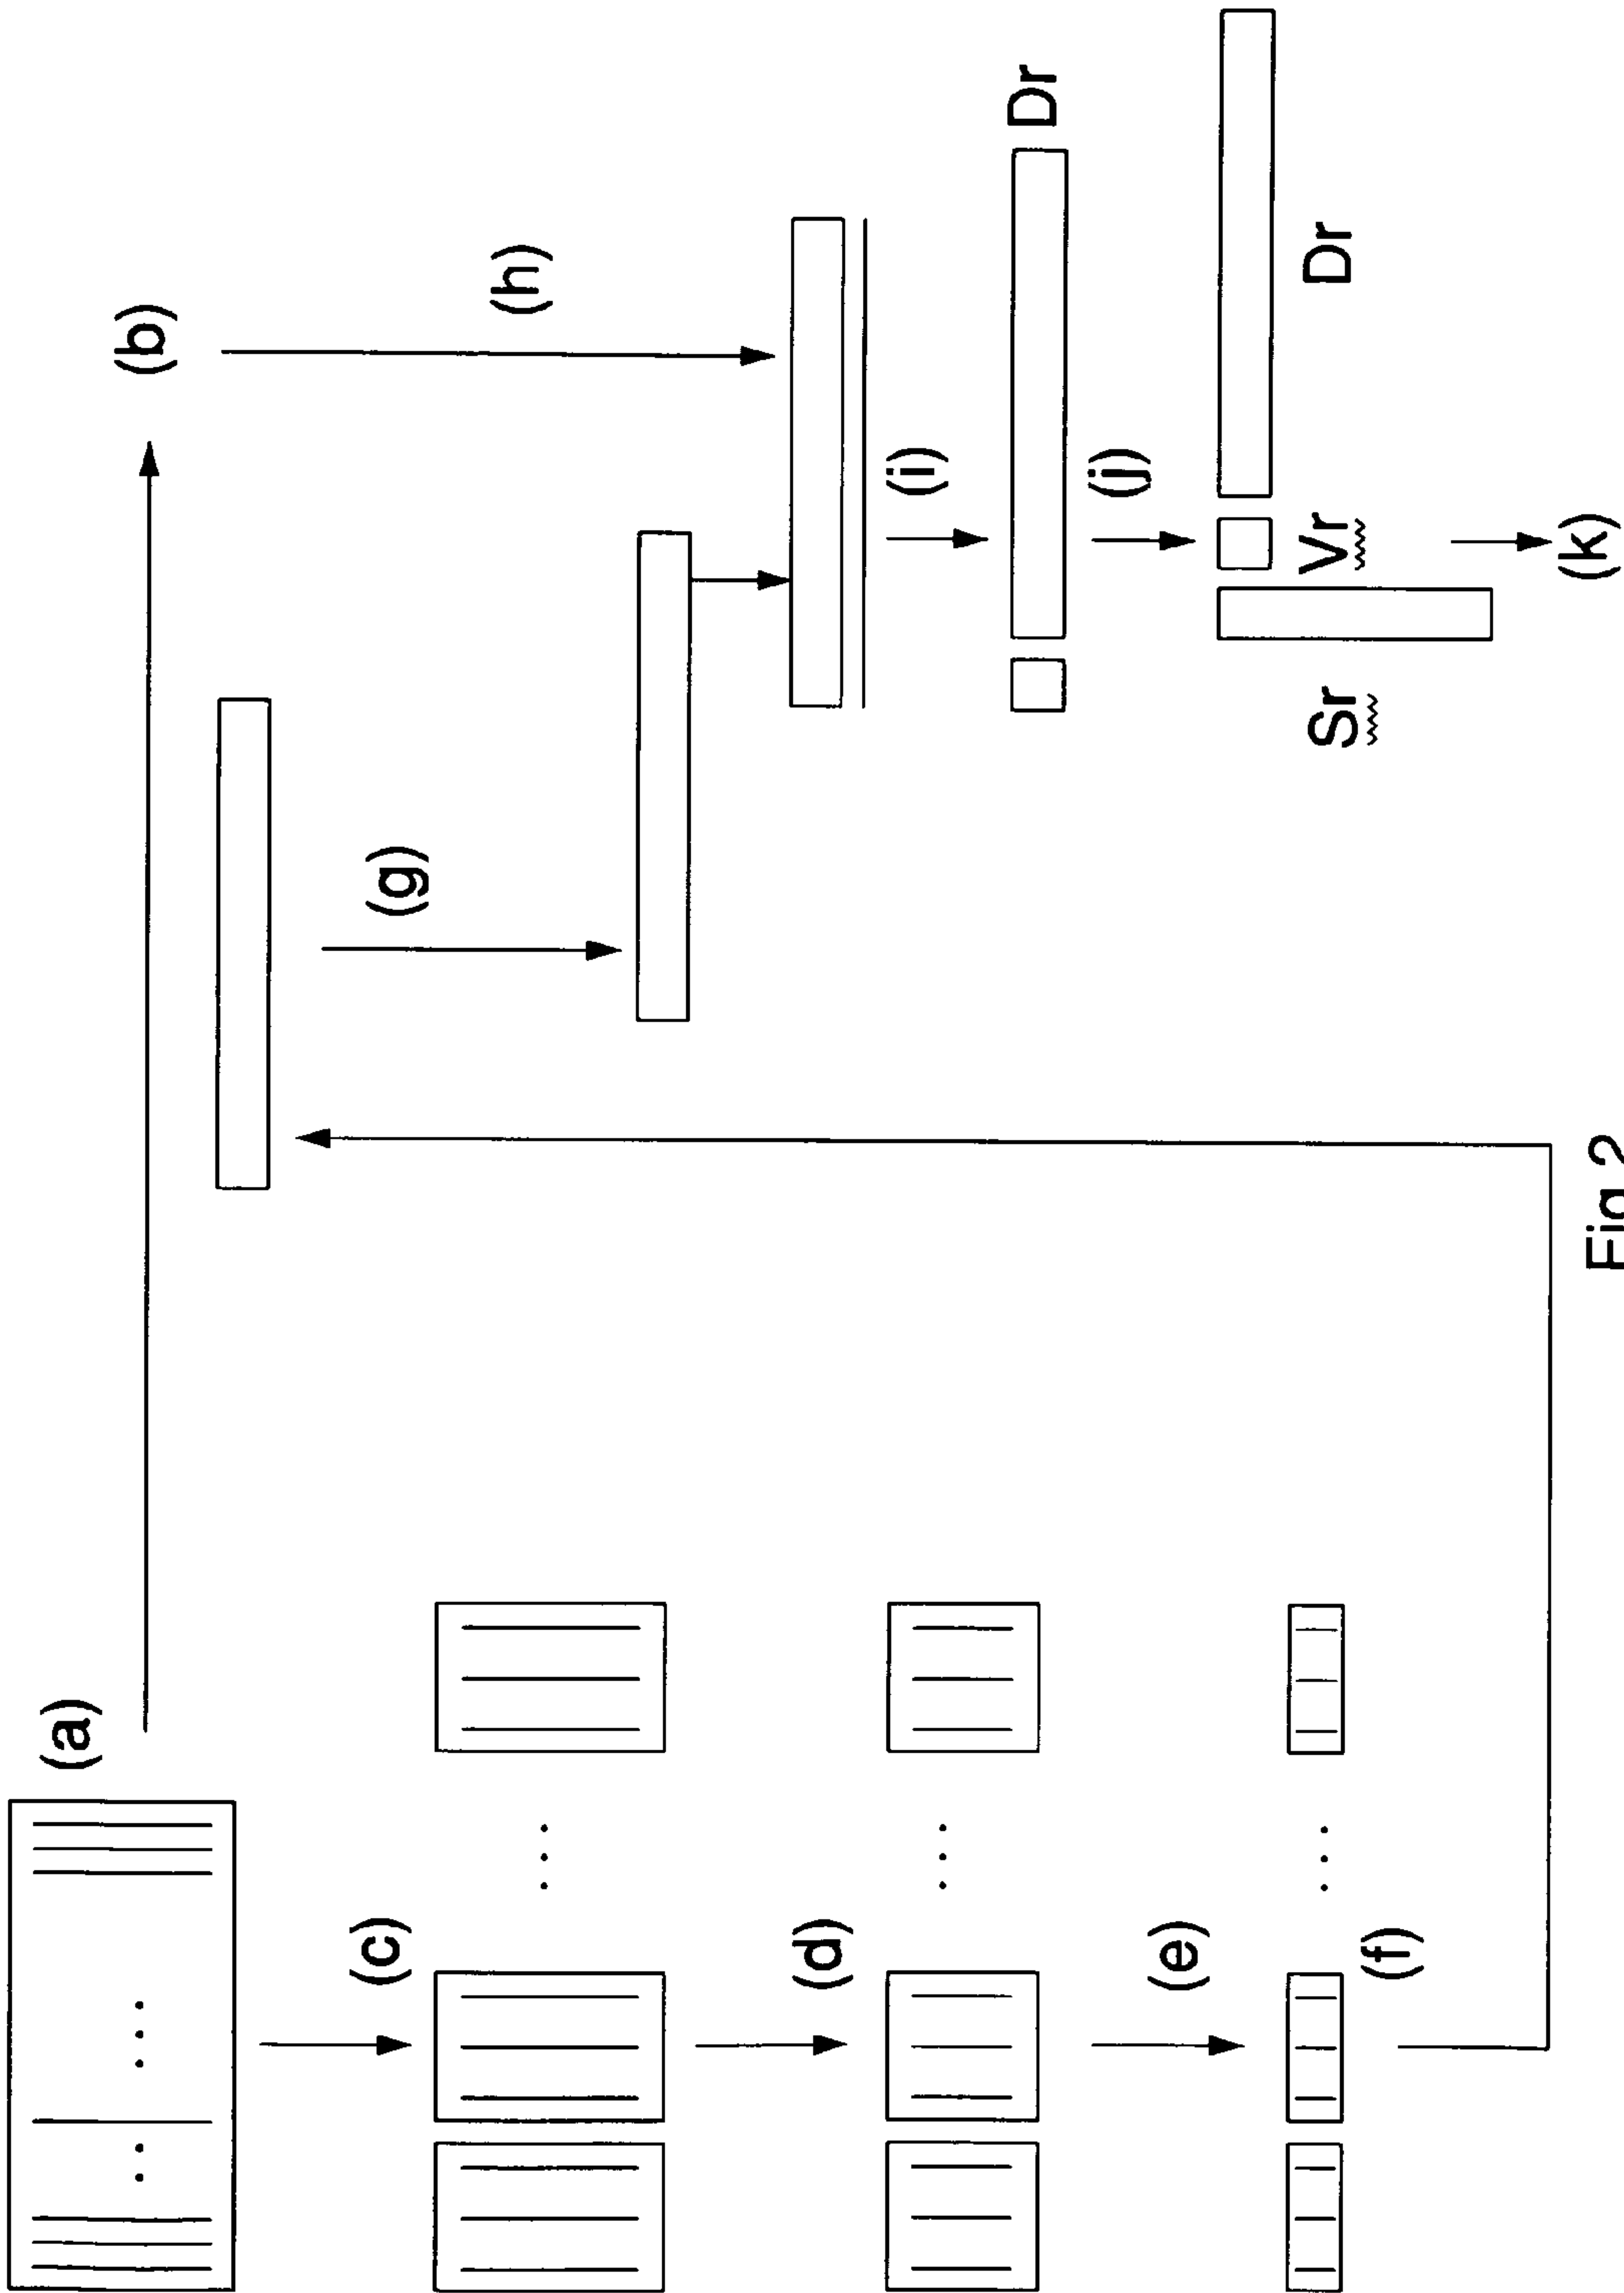 (a)
(b)
(c)
(d)
(e)
(f)
(g)
(h)
(i)
Dr
(j)
Sr
Vr
Dr
(k)
Fig 2